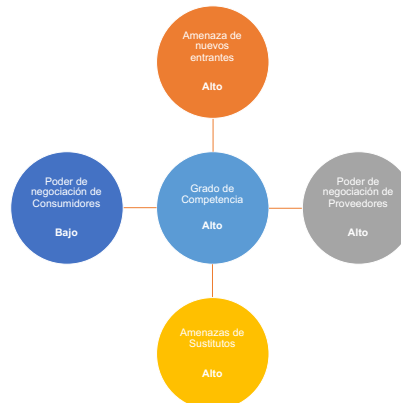 Amenaza de
nuevos
entrantes
Alto
Poder de
negociación de
Consumidores
Bajo
Grado de
Competencia
Alto
Poder de
negociación de
Proveedores
Alto
Amenazas de
Sustitutos
Alto